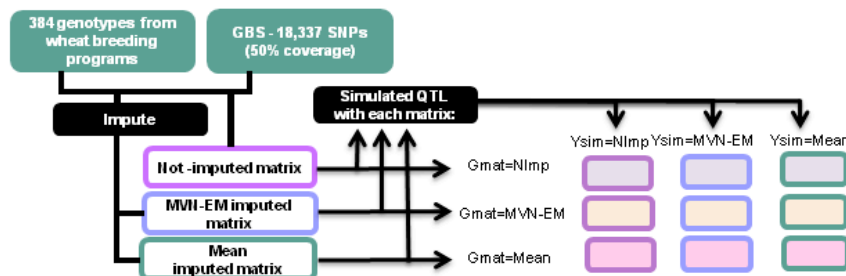 384 genotypes from
wheat breeding
programs
GBS - 18,337 SNPs
(50% coverage)
Impute
Simulated QTL
with each matrix:
Ysim=NImp
Ysim=MVN-EM
Ysim=Mean
Not -imputed matrix
Gmat=NImp
MVN-EM imputed
matrix
Gmat=MVN-EM
Mean
imputed matrix
Gmat=Mean